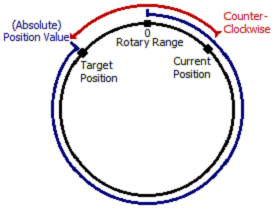 (Absolute)
Position Value
Counter-
Clockwise
0
Rotary Range
Target
Position
Current
Position